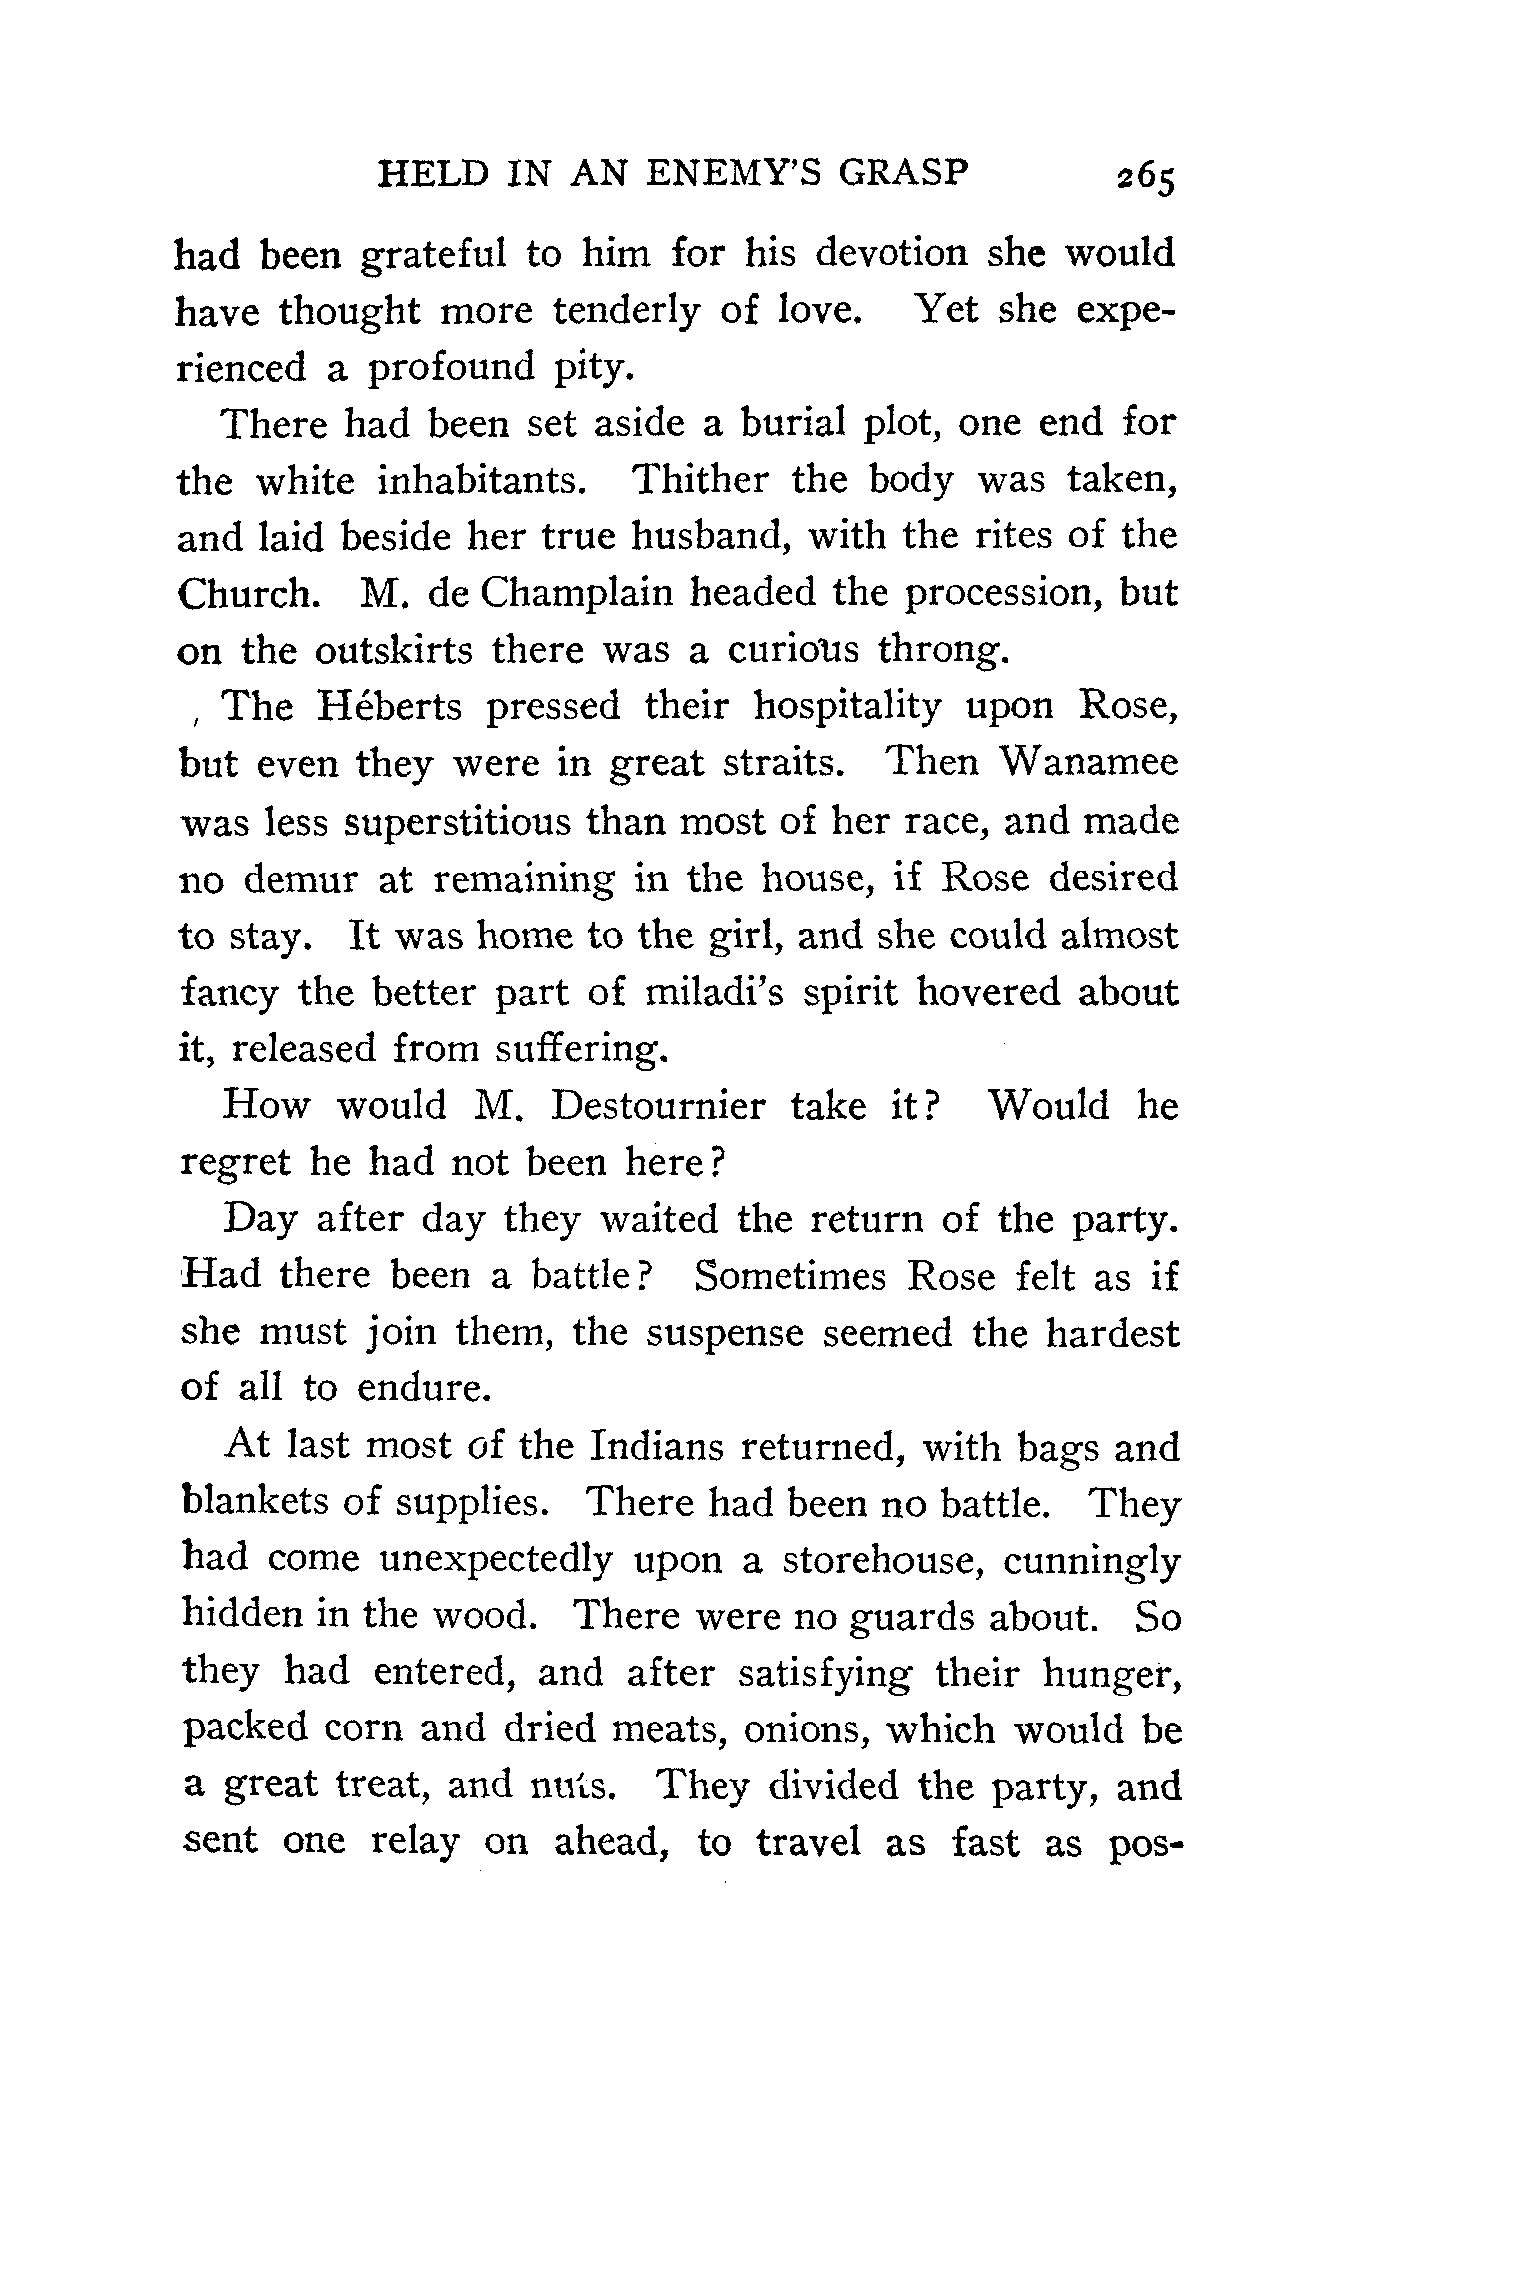 HELD IN AN ENEMY'S GRASP 265
had been grateful to him for his devotion she would
have thought more tenderly of love. Yet she expe-
rienced a profound pity.
There had been set aside a burial plot, one end for
the white inhabitants. Thither the body was taken,
and laid beside her true husband, with the rites of the
Church. M. de Champlain headed the procession, but
on the outskirts there was a curious throng.
The Héberts pressed their hospitality upon Rose,
but even they were in great straits. Then Wanamee
was less superstitious than most of her race, and made
no demur at remaining in the house, if Rose desired
to stay. It was home to the girl, and she could almost
fancy the better part of miladi's spirit hovered about
it, released from suffering.
How would M. Destournier take it? Would he
regret he had not been here?
Day after day they waited the return of the party.
Had there been a battle? Sometimes Rose felt as if
she must join them, the suspense seemed the hardest
of all to endure.
At last most of the Indians returned, with bags and
blankets of supplies. There had been no battle. They
had come unexpectedly upon a storehouse, cunningly
hidden in the wood. There were no guards about. So
they had entered, and after satisfying their hunger,
packed corn and dried meats, onions, which would be
a great treat, and nuts. They divided the party, and
sent one relay on ahead, to travel as fast as pos-